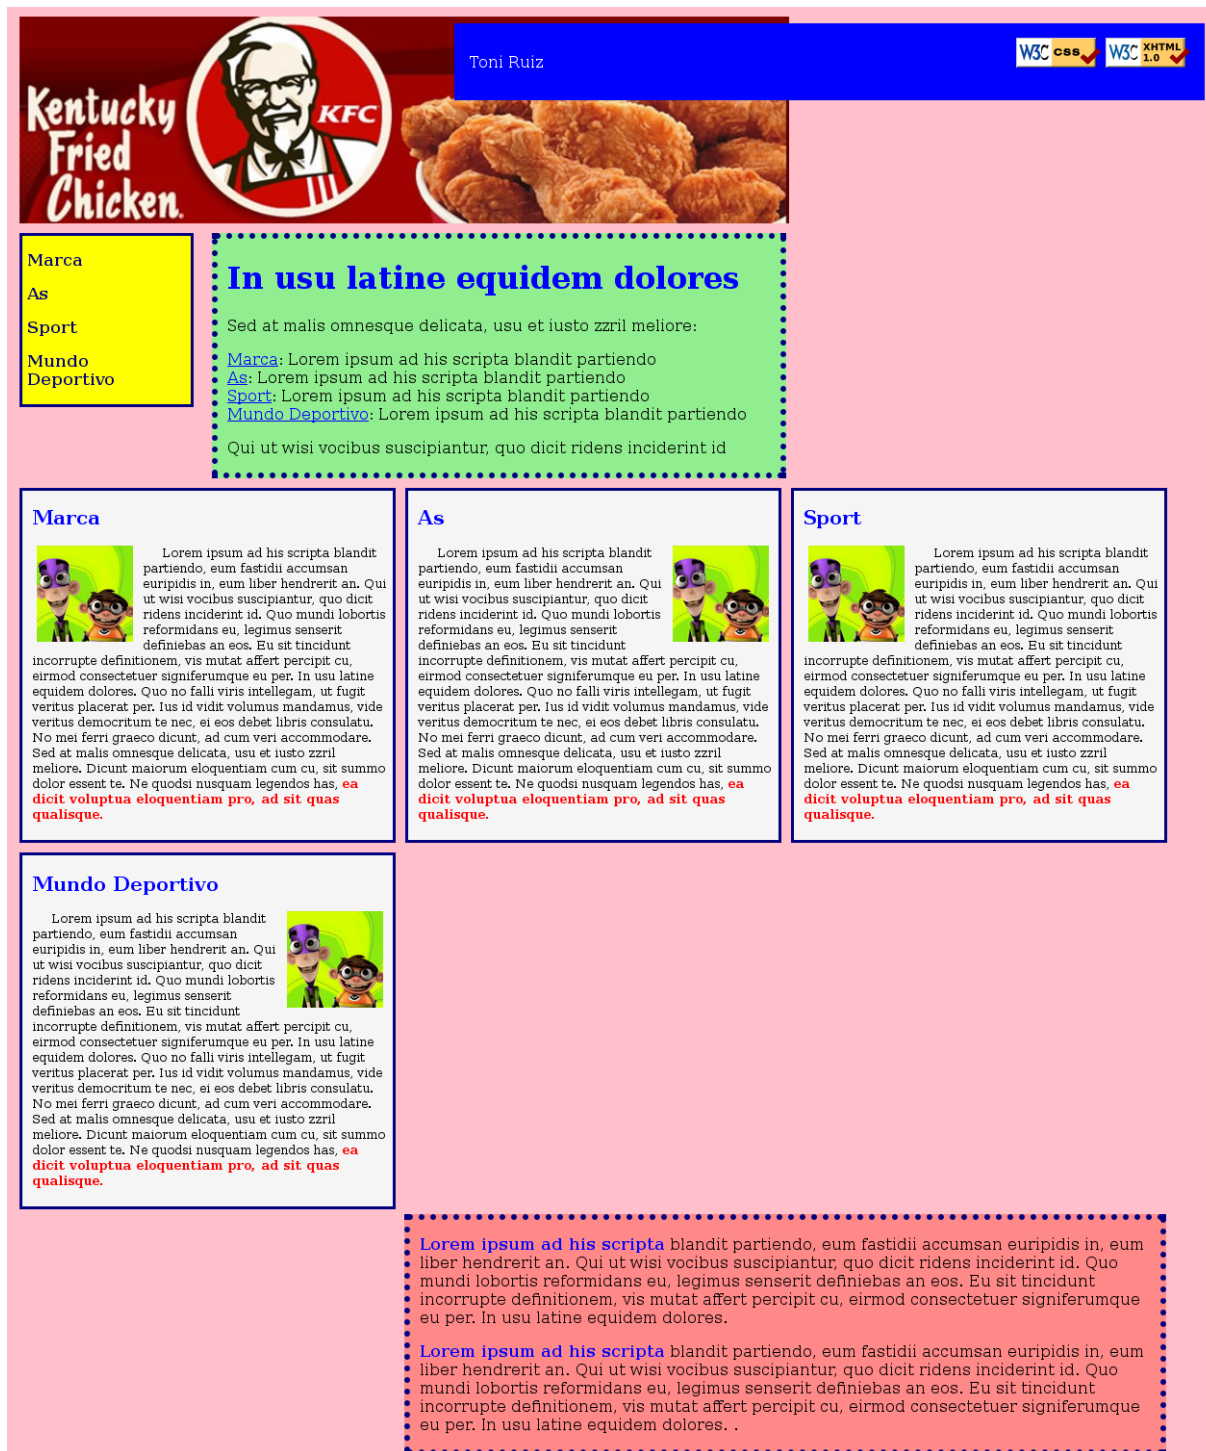 Kentucky
Fried
Chicken.
KFC
Toni Ruiz
W3C css
W3C XHTML
1.0
Marca
As
Sport
Mundo
Deportivo
In usu latine equidem dolores
Sed at malis omnesque delicata, usu et iusto zzril meliore:
Marca: Lorem ipsum ad his scripta blandit partiendo
As: Lorem ipsum ad his scripta blandit partiendo
Sport: Lorem ipsum ad his scripta blandit partiendo
Mundo Deportivo: Lorem ipsum ad his scripta blandit partiendo
Qui ut wisi vocibus suscipiantur, quo dicit ridens inciderint id
Marca
Lorem ipsum ad his scripta blandit
partiendo, eum fastidii accumsan
euripidis in, eum liber hendrerit an. Qui
ut wisi vocibus suscipiantur, quo dicit
ridens inciderint id. Quo mundi lobortis
reformidans eu, legimus senserit
definiebas an eos. Eu sit tincidunt
incorrupte definitionem, vis mutat affert percipit cu,
eirmod consectetuer signiferumque eu per. In usu latine
equidem dolores. Quo no falli viris intellegam, ut fugit
veritus placerat per. Ius id vidit volumus mandamus, vide
veritus democritum te nec, ei eos debet libris consulatu.
No mei ferri graeco dicunt, ad cum veri accommodare.
Sed at malis omnesque delicata, usu et iusto zzril
meliore. Dicunt maiorum eloquentiam cum cu, sit summo
dolor essent te. Ne quodsi nusquam legendos has, ea
dicit voluptua eloquentiam pro, ad sit quas
qualisque.
As
Lorem ipsum ad his scripta blandit
partiendo, eum fastidii accumsan
euripidis in, eum liber hendrerit an. Qui
ut wisi vocibus suscipiantur, quo dicit
ridens inciderint id. Quo mundi lobortis
reformidans eu, legimus senserit
definiebas an eos. Eu sit tincidunt
incorrupte definitionem, vis mutat affert percipit cu,
eirmod consectetuer signiferumque eu per. In usu latine
equidem dolores. Quo no falli viris intellegam, ut fugit
veritus placerat per. Ius id vidit volumus mandamus, vide
veritus democritum te nec, ei eos debet libris consulatu.
No mei ferri graeco dicunt, ad cum veri accommodare.
Sed at malis omnesque delicata, usu et iusto zzril
meliore. Dicunt maiorum eloquentiam cum cu, sit summo
dolor essent te. Ne quodsi nusquam legendos has, ea
dicit voluptua eloquentiam pro, ad sit quas
qualisque.
Sport
Lorem ipsum ad his scripta blandit
partiendo, eum fastidii accumsan
euripidis in, eum liber hendrerit an. Qui
ut wisi vocibus suscipiantur, quo dicit
ridens inciderint id. Quo mundi lobortis
reformidans eu, legimus senserit
definiebas an eos. Eu sit tincidunt
incorrupte definitionem, vis mutat affert percipit cu,
eirmod consectetuer signiferumque eu per. In usu latine
equidem dolores. Quo no falli viris intellegam, ut fugit
veritus placerat per. Ius id vidit volumus mandamus, vide
veritus democritum te nec, ei eos debet libris consulatu.
No mei ferri graeco dicunt, ad cum veri accommodare.
Sed at malis omnesque delicata, usu et iusto zzril
meliore. Dicunt maiorum eloquentiam cum cu, sit summo
dolor essent te. Ne quodsi nusquam legendos has, ea
dicit voluptua eloquentiam pro, ad sit quas
qualisque.
Mundo Deportivo
Lorem ipsum ad his scripta blandit
partiendo, eum fastidii accumsan
euripidis in, eum liber hendrerit an. Qui
ut wisi vocibus suscipiantur, quo dicit
ridens inciderint id. Quo mundi lobortis
reformidans eu, legimus senserit
definiebas an eos. Eu sit tincidunt
incorrupte definitionem, vis mutat affert percipit cu,
eirmod consectetuer signiferumque eu per. In usu latine
equidem dolores. Quo no falli viris intellegam, ut fugit
veritus placerat per. Ius id vidit volumus mandamus, vide
veritus democritum te nec, ei eos debet libris consulatu.
No mei ferri graeco dicunt, ad cum veri accommodare.
Sed at malis omnesque delicata, usu et iusto zzril
meliore. Dicunt maiorum eloquentiam cum cu, sit summo
dolor essent te. Ne quodsi nusquam legendos has, ea
dicit voluptua eloquentiam pro, ad sit quas
qualisque.
Lorem ipsum ad his scripta blandit partiendo, eum fastidii accumsan euripidis in, eum
liber hendrerit an. Qui ut wisi vocibus suscipiantur, quo dicit ridens inciderint id. Quo
mundi lobortis reformidans eu, legimus senserit definiebas an eos. Eu sit tincidunt
incorrupte definitionem, vis mutat affert percipit cu, eirmod consectetuer signiferumque
eu per. In usu latine equidem dolores.
Lorem ipsum ad his scripta blandit partiendo, eum fastidii accumsan euripidis in, eum
liber hendrerit an. Qui ut wisi vocibus suscipiantur, quo dicit ridens inciderint id. Quo
mundi lobortis reformidans eu, legimus senserit definiebas an eos. Eu sit tincidunt
incorrupte definitionem, vis mutat affert percipit cu, eirmod consectetuer signiferumque
eu per. In usu latine equidem dolores. .